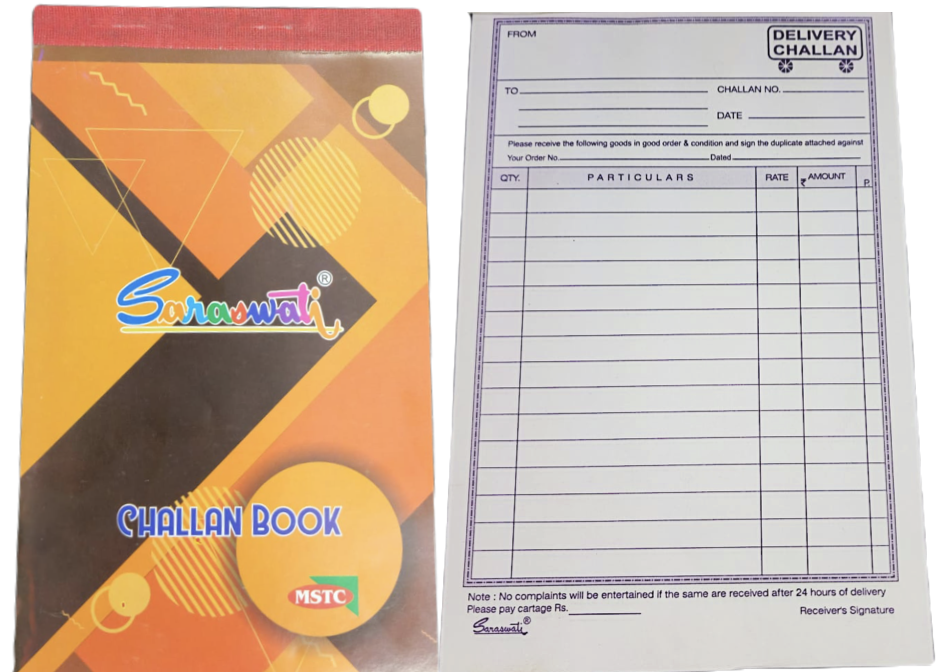 Saraswati®
CHALLAN BOOK
MSTC
FROM
DELIVERY
CHALLAN
TO
CHALLAN NO.
DATE
Please receive the following goods in good order & condition and sign the duplicate attached against
Your Order No. Dated
QTY. PARTICULARS RATE ₹ AMOUNT P.
Note : No complaints will be entertained if the same are received after 24 hours of delivery
Please pay cartage Rs.
Receiver's Signature
Saraswati®